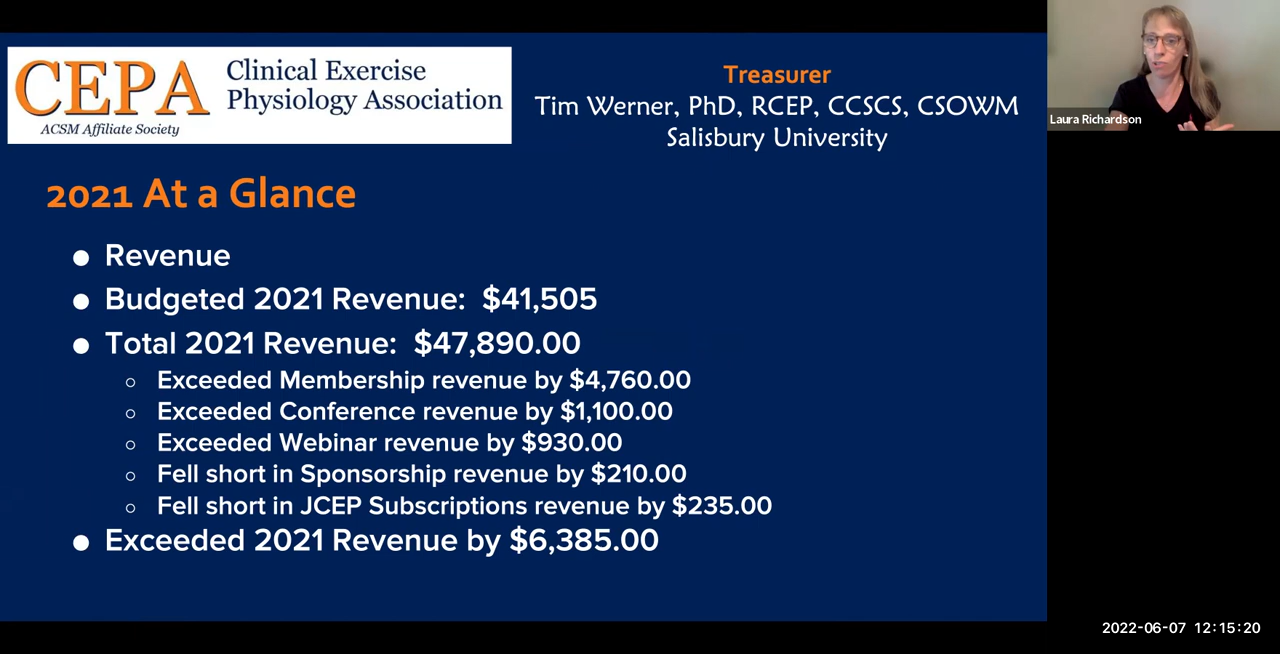 CEPA
Clinical Exercise
Physiology Association
ACSM Affiliate Society
Treasurer
Tim Werner, PhD, RCEP, CCSCS, CSOWM
Salisbury University
Laura Richardson
2021 At a Glance
● Revenue
● Budgeted 2021 Revenue: $41,505
● Total 2021 Revenue: $47,890.00
○ Exceeded Membership revenue by $4,760.00
○ Exceeded Conference revenue by $1,100.00
○ Exceeded Webinar revenue by $930.00
○ Fell short in Sponsorship revenue by $210.00
○ Fell short in JCEP Subscriptions revenue by $235.00
● Exceeded 2021 Revenue by $6,385.00
2022-06-07 12:15:20